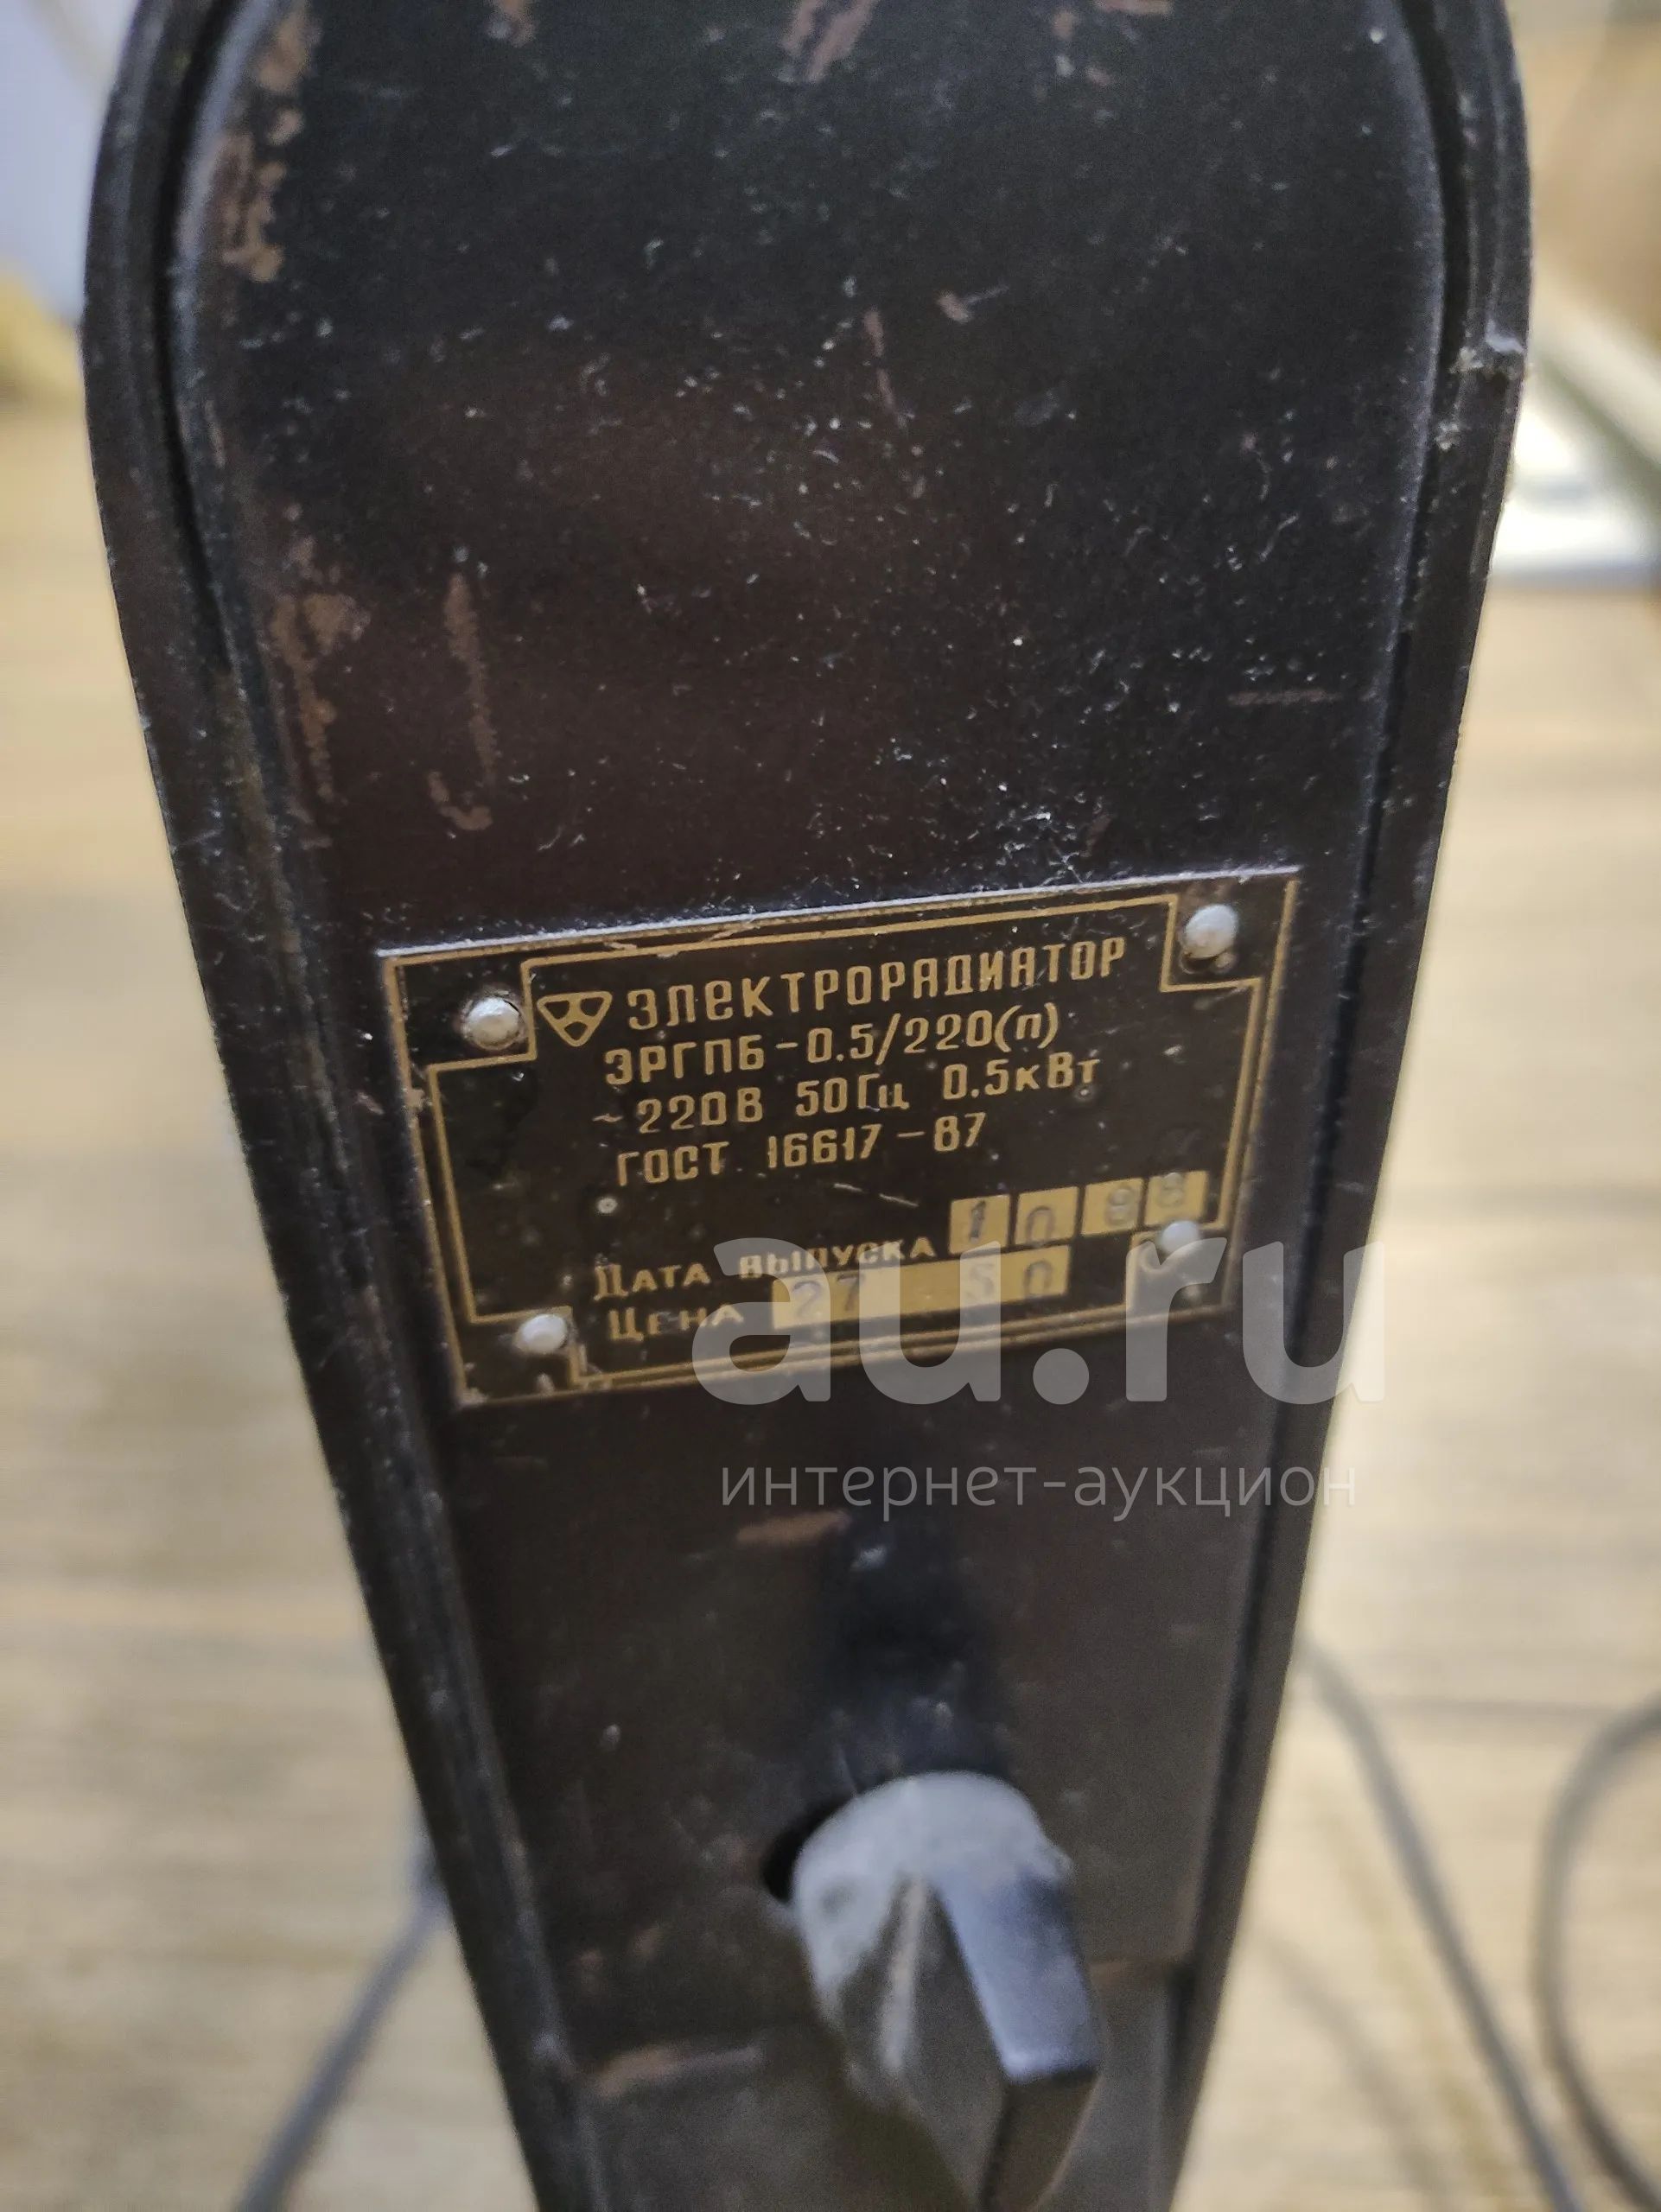 ЭЛЕКТРОРАДИАТОР
ЭРГПБ-0.5/220(П)
~220В 50Гц 0.5кВт
ГОСТ 16617-87
ДАТА ВЫПУСКА 10 88
ЦЕНА 27 50
au.ru
интернет-аукцион